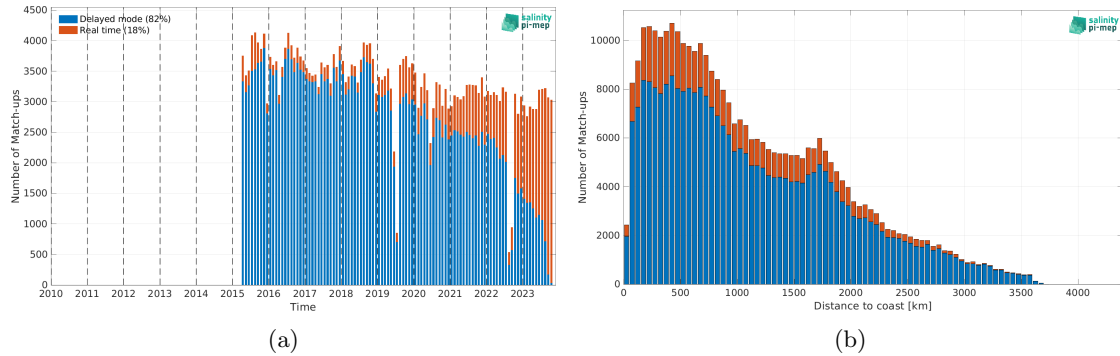 4500
4000
3500
3000
2500
2000
1500
1000
500
0
Number of Match-ups
Delayed mode (82%)
Real time (18%)
salinity
pi-mep
2010 2011 2012 2013 2014 2015 2016 2017 2018 2019 2020 2021 2022 2023
Time
(a)
10000
8000
6000
4000
2000
0
Number of Match-ups
salinity
pi-mep
0 500 1000 1500 2000 2500 3000 3500 4000
Distance to coast [km]
(b)